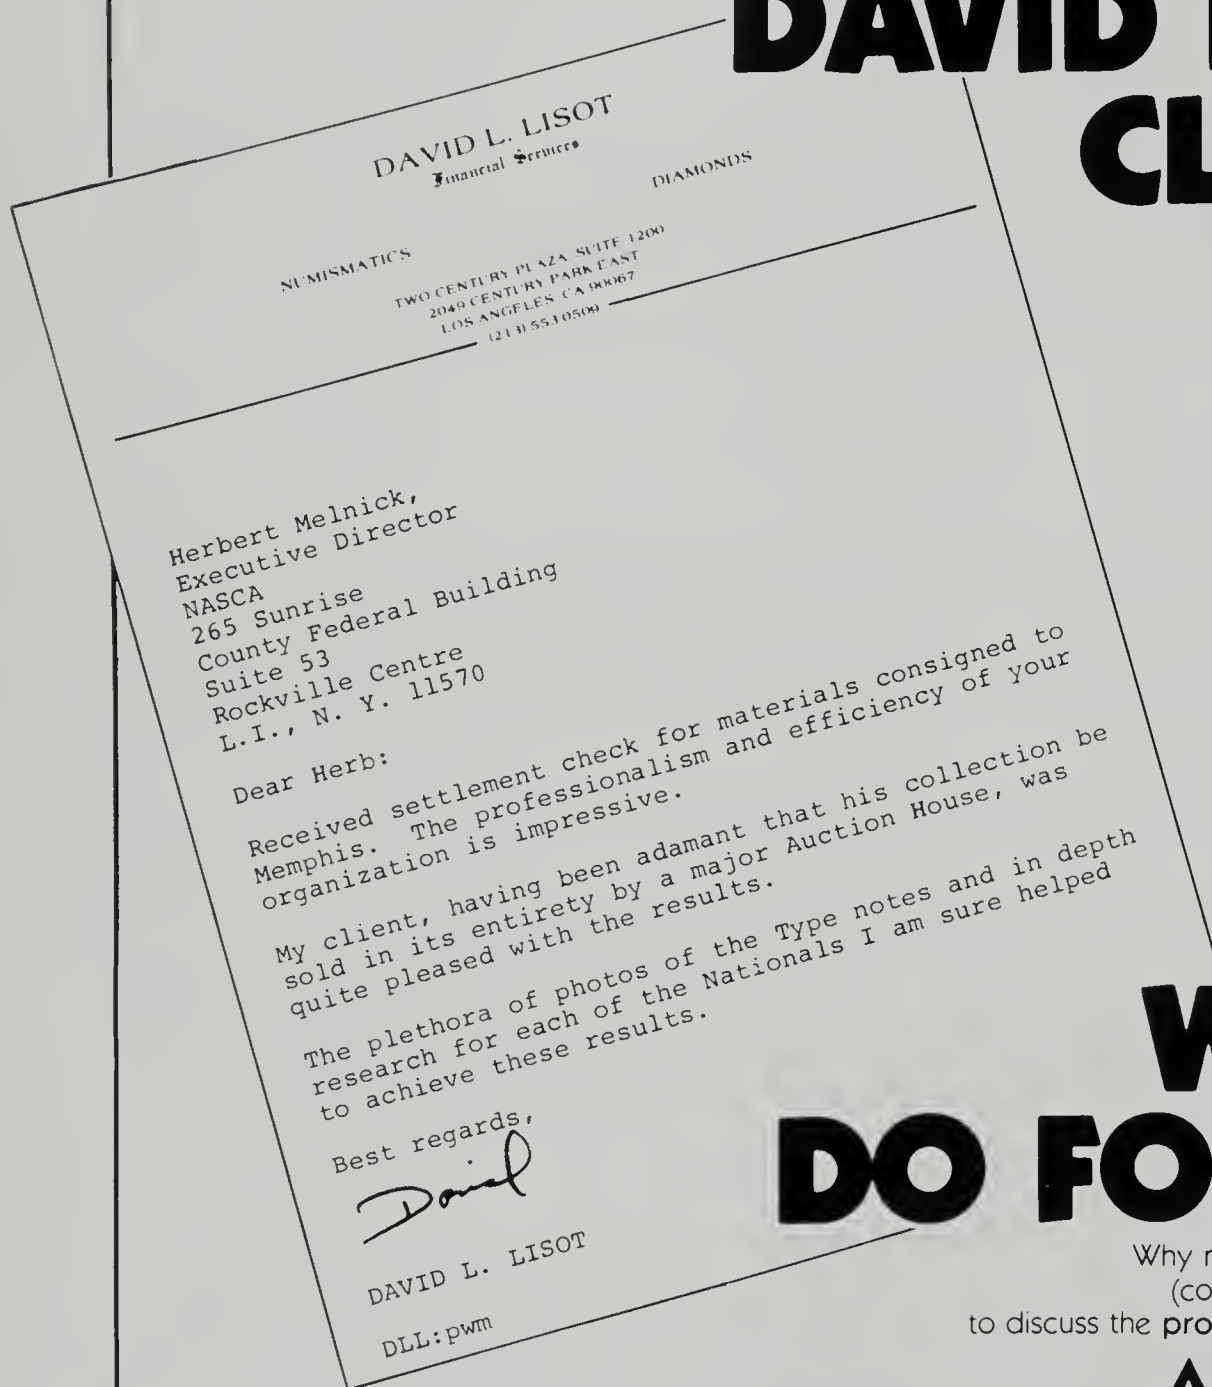 DAVID
CL
DAVID L. LISOT
Financial Services
NUMISMATICS
DIAMONDS
TWO CENTURY PLAZA SUITE 1200
2049 CENTURY PARK EAST
LOS ANGELES CA 90067
(213) 553 0509
Herbert Melnick,
Executive Director
NASCA
265 Sunrise
County Federal Building
Suite 53
Rockville Centre
L.I., N. Y. 11570
Dear Herb:
Received settlement check for materials consigned to
Memphis. The professionalism and efficiency of your
organization is impressive.
My client, having been adamant that his collection be
sold in its entirety by a major Auction House, was
quite pleased with the results.
The plethora of photos of the Type notes and in depth
research for each of the Nationals I am sure helped
to achieve these results.
Best regards,
David
DAVID L. LISOT
DLL:pwm
W
DO FO
Why
(co
to discuss the pro